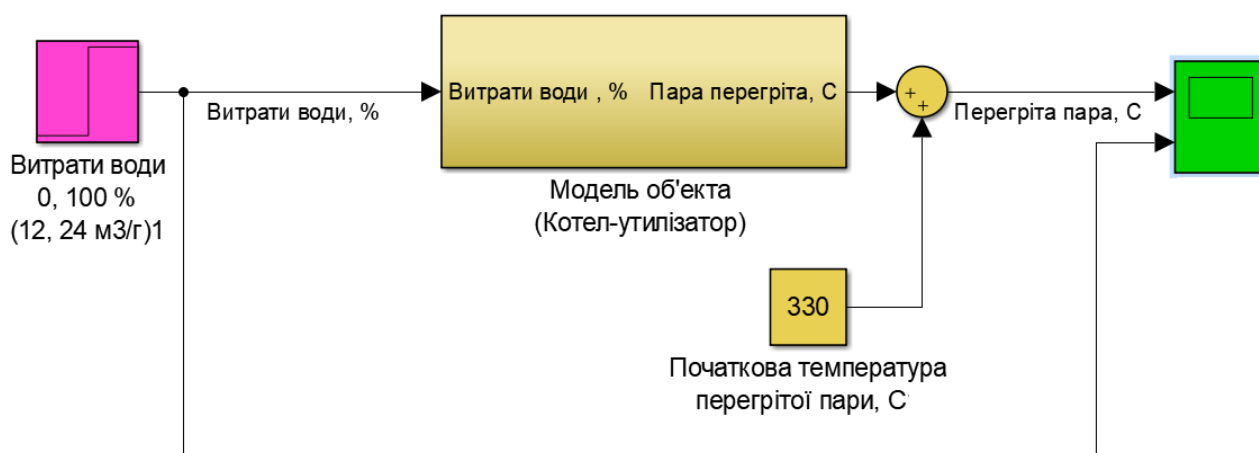 Витрати води
0, 100 %
(12, 24 м3/г)1
Витрати води, %
Витрати води , %
Пара перегріта, С
Модель об'екта
(Котел-утилізатор)
+
+
Перегріта пара, С
330
Початкова температура
перегрітої пари, С